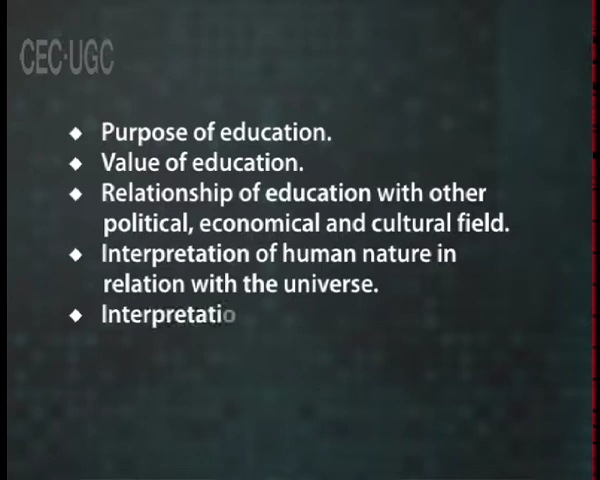 CEC-UGC
◆ Purpose of education.
◆ Value of education.
◆ Relationship of education with other
political, economical and cultural field.
◆ Interpretation of human nature in
relation with the universe.
◆ Interpretatio